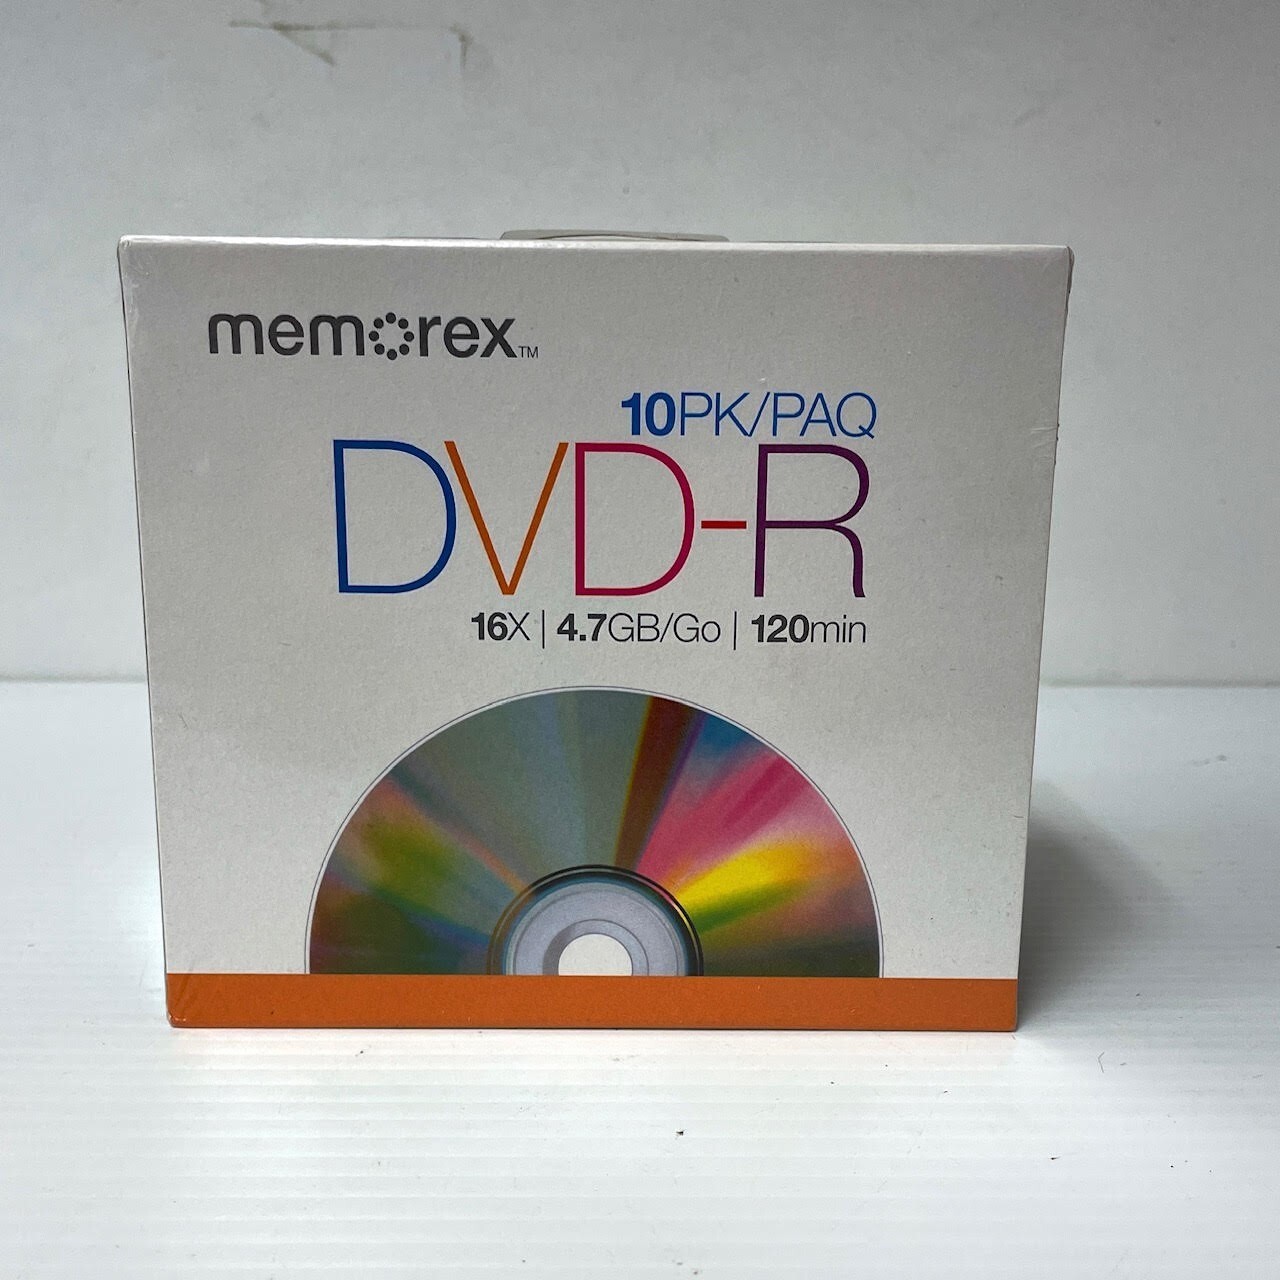 memorex™
10PK/PAQ
DVD-R
16X | 4.7GB/Go | 120min